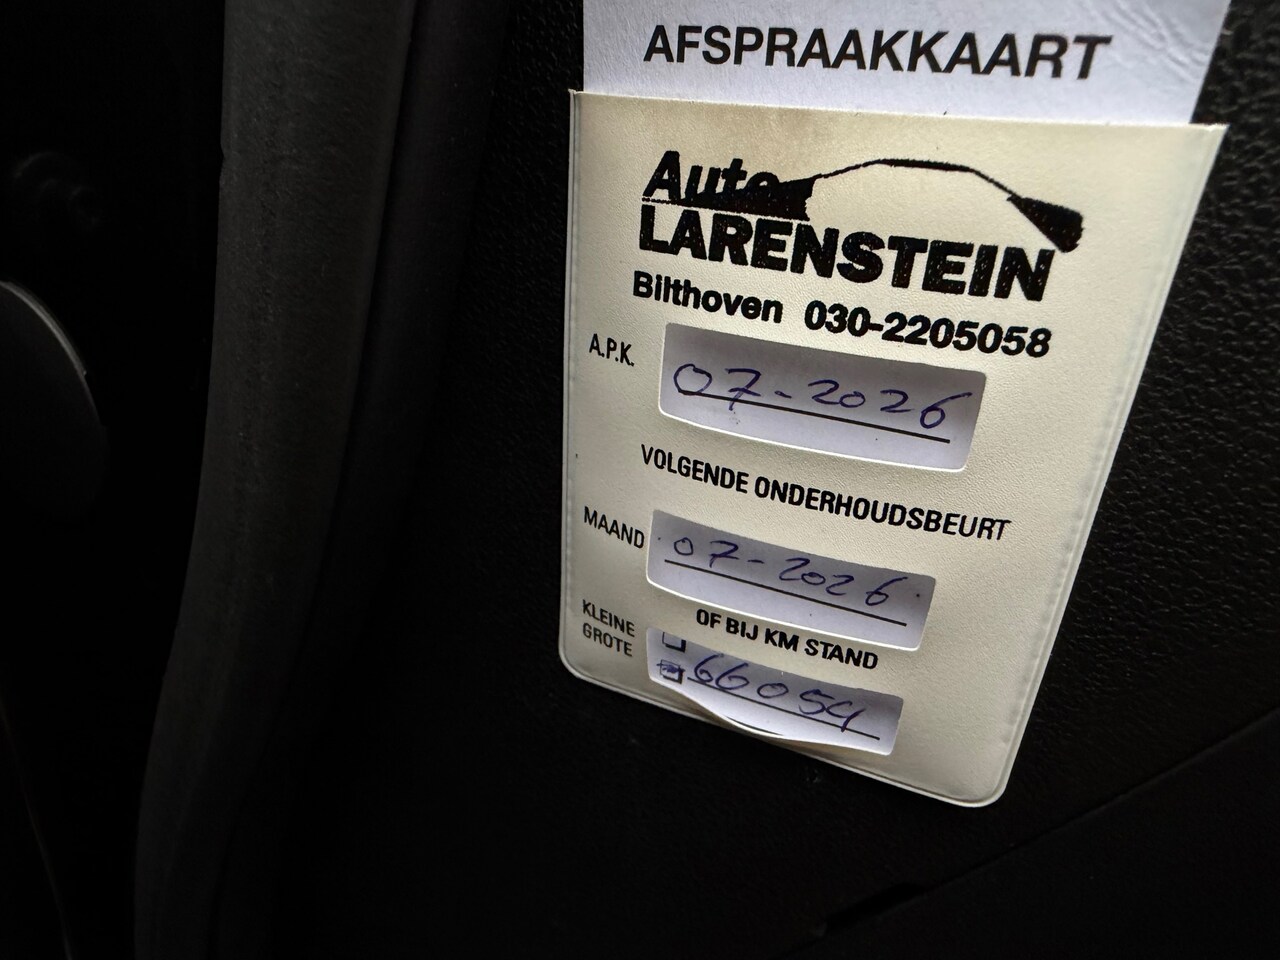 AFSPRAAKKAART
Auto
LARENSTEIN
Bilthoven 030-2205058
A.P.K. 07-2026
VOLGENDE ONDERHOUDSBEURT
MAAND 07-2026
OF BIJ KM STAND
KLEINE
GROTE 66054